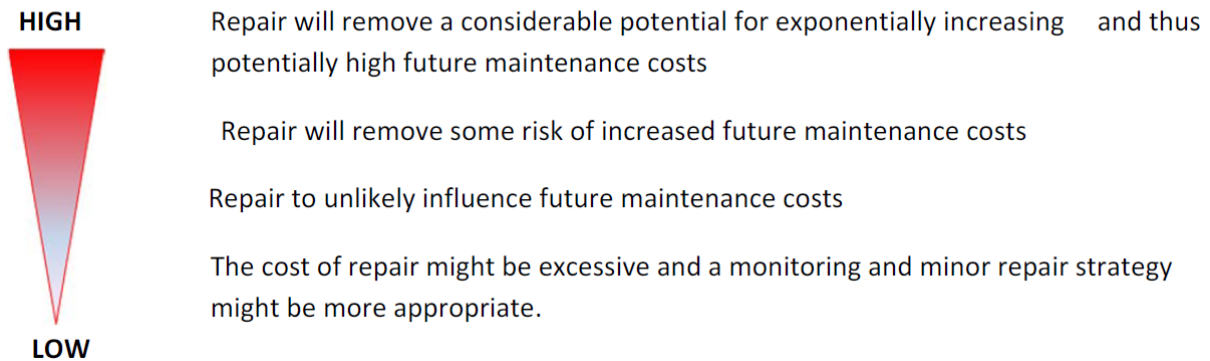 HIGH
Repair will remove a considerable potential for exponentially increasing and thus
potentially high future maintenance costs
Repair will remove some risk of increased future maintenance costs
Repair to unlikely influence future maintenance costs
The cost of repair might be excessive and a monitoring and minor repair strategy
might be more appropriate.
LOW